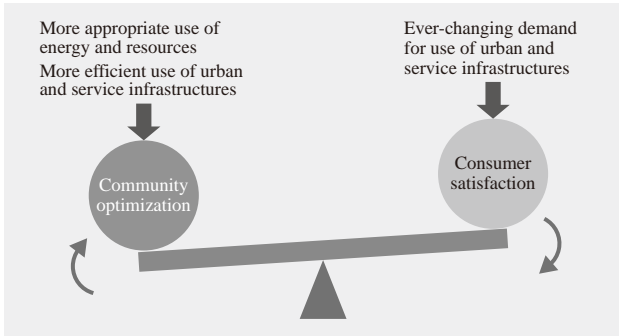 More appropriate use of
energy and resources
More efficient use of urban
and service infrastructures
Ever-changing demand
for use of urban and
service infrastructures
Community
optimization
Consumer
satisfaction